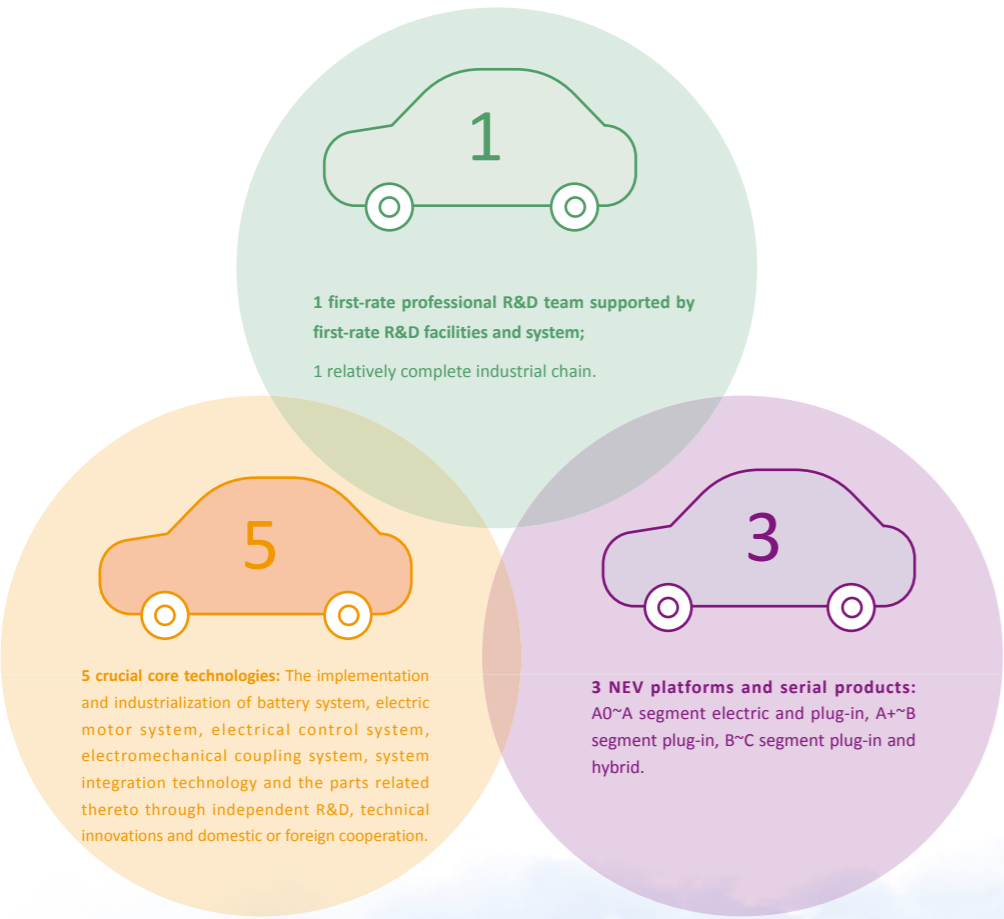 1
1 first-rate professional R&D team supported by
first-rate R&D facilities and system;
1 relatively complete industrial chain.
5
5 crucial core technologies: The implementation
and industrialization of battery system, electric
motor system, electrical control system,
electromechanical coupling system, system
integration technology and the parts related
thereto through independent R&D, technical
innovations and domestic or foreign cooperation.
3
3 NEV platforms and serial products:
A0~A segment electric and plug-in, A+~B
segment plug-in, B~C segment plug-in and
hybrid.